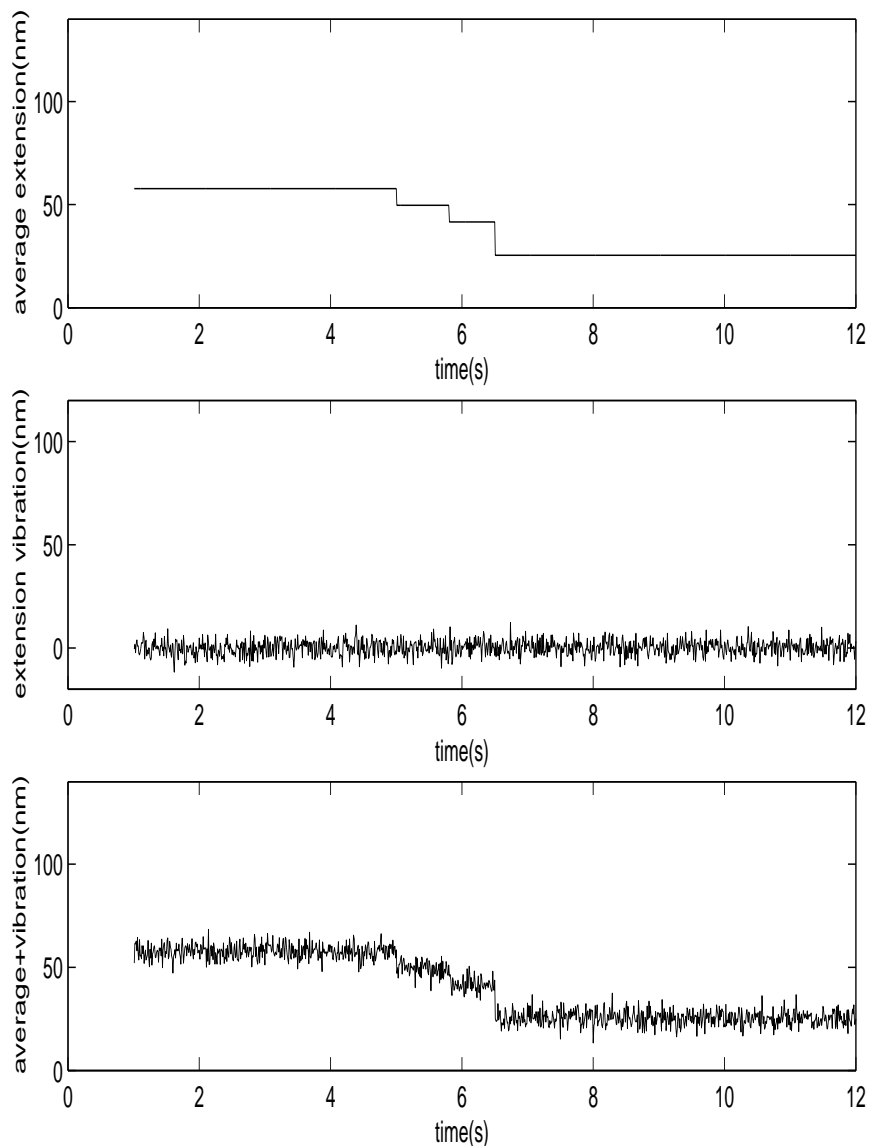 average extension(nm)
100
50
0
0 2 4 6 8 10 12
time(s)
extension vibration(nm)
100
50
0
0 2 4 6 8 10 12
time(s)
average+vibration(nm)
100
50
0
0 2 4 6 8 10 12
time(s)